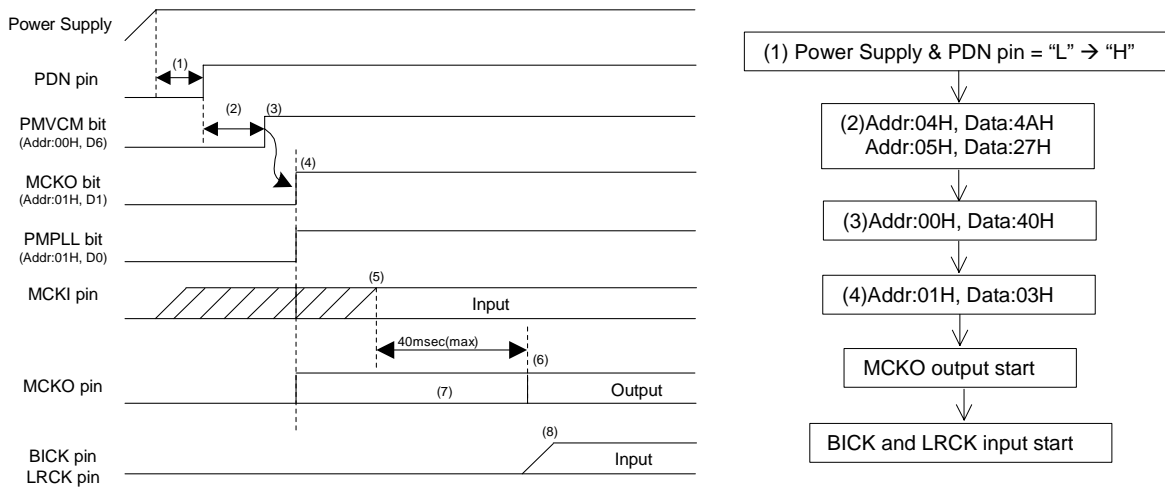 Power Supply
(1)
PDN pin
(2)
(3)
PMVCM bit
(Addr:00H, D6)
(4)
MCKO bit
(Addr:01H, D1)
PMPLL bit
(Addr:01H, D0)
(5)
MCKI pin
Input
40msec(max)
(6)
MCKO pin
(7)
Output
(8)
BICK pin
LRCK pin
Input
(1) Power Supply & PDN pin = “L” → “H”
(2)Addr:04H, Data:4AH
Addr:05H, Data:27H
(3)Addr:00H, Data:40H
(4)Addr:01H, Data:03H
MCKO output start
BICK and LRCK input start